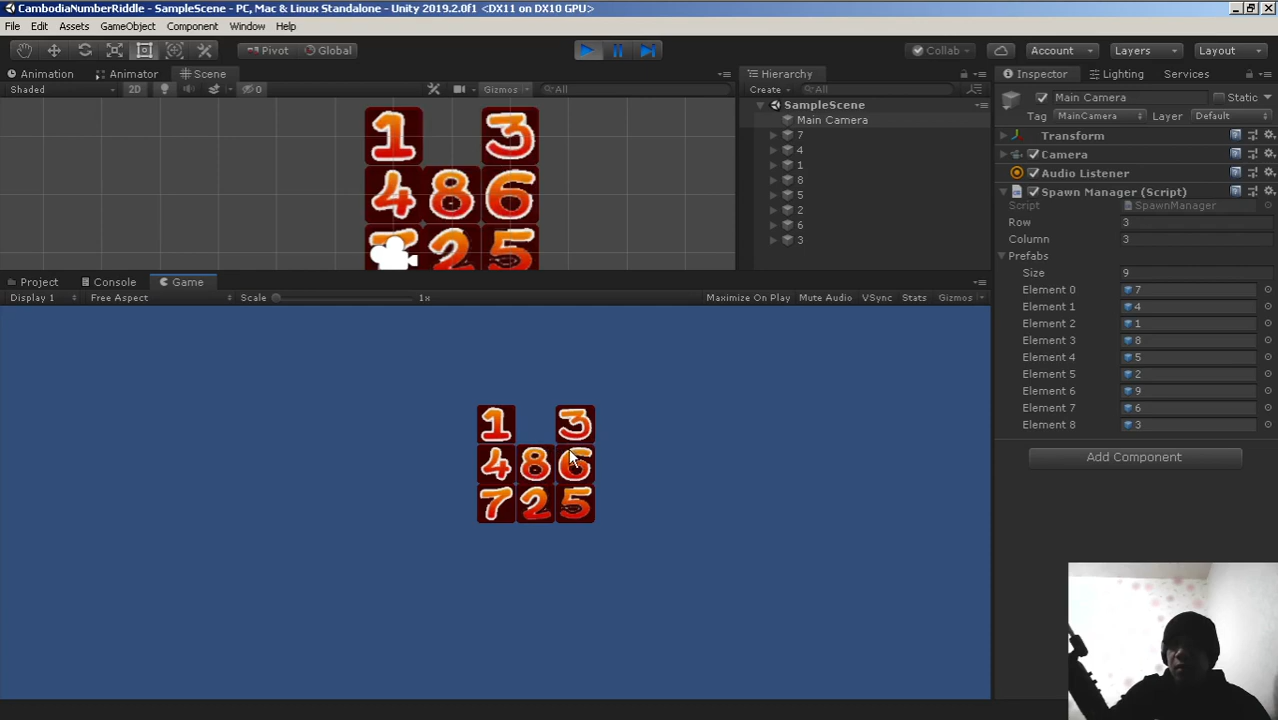 CambodiaNumberRiddle - SampleScene - PC, Mac & Linux Standalone - Unity 2019.2.0f1 <DX11 on DX10 GPU>
File Edit Assets GameObject Component Window Help
Pivot Global Collab Account Layers Layout
Animation Animator Scene
Shaded 2D 0 Gizmos All
1 3
4 8 6
7 2 5
Hierarchy
Create All
SampleScene
Main Camera
7
4
1
8
5
2
6
3
Inspector Lighting Services
Main Camera Static
Tag MainCamera Layer Default
Transform
Camera
Audio Listener
Spawn Manager (Script)
Script SpawnManager
Row 3
Column 3
Prefabs
Size 9
Element 0 7
Element 1 4
Element 2 1
Element 3 8
Element 4 5
Element 5 2
Element 6 9
Element 7 6
Element 8 3
Add Component
Project Console Game
Display 1 Free Aspect Scale 1x Maximize On Play Mute Audio VSync Stats Gizmos
1 3
4 8 6
7 2 5